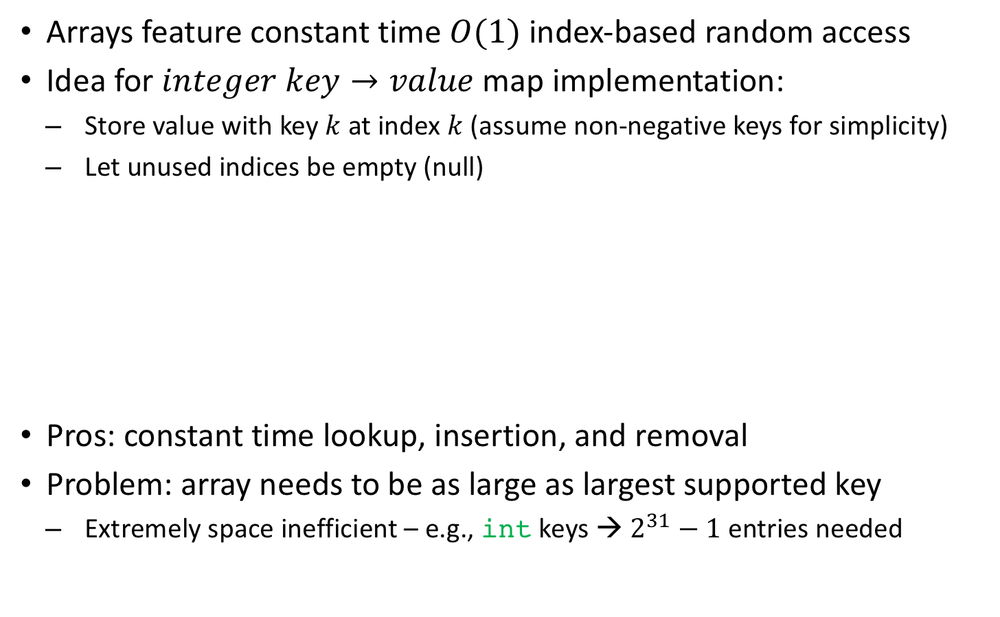 • Arrays feature constant time O(1) index-based random access
• Idea for integer key → value map implementation:
– Store value with key k at index k (assume non-negative keys for simplicity)
– Let unused indices be empty (null)
• Pros: constant time lookup, insertion, and removal
• Problem: array needs to be as large as largest supported key
– Extremely space inefficient – e.g., int keys → 2³¹ − 1 entries needed